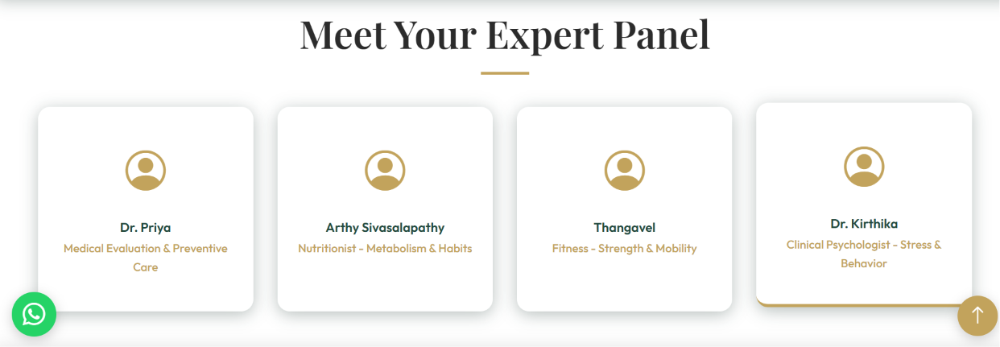 Meet Your Expert Panel
Dr. Priya
Medical Evaluation & Preventive
Care
Arthy Sivasalapathy
Nutritionist - Metabolism & Habits
Thangavel
Fitness - Strength & Mobility
Dr. Kirthika
Clinical Psychologist - Stress &
Behavior